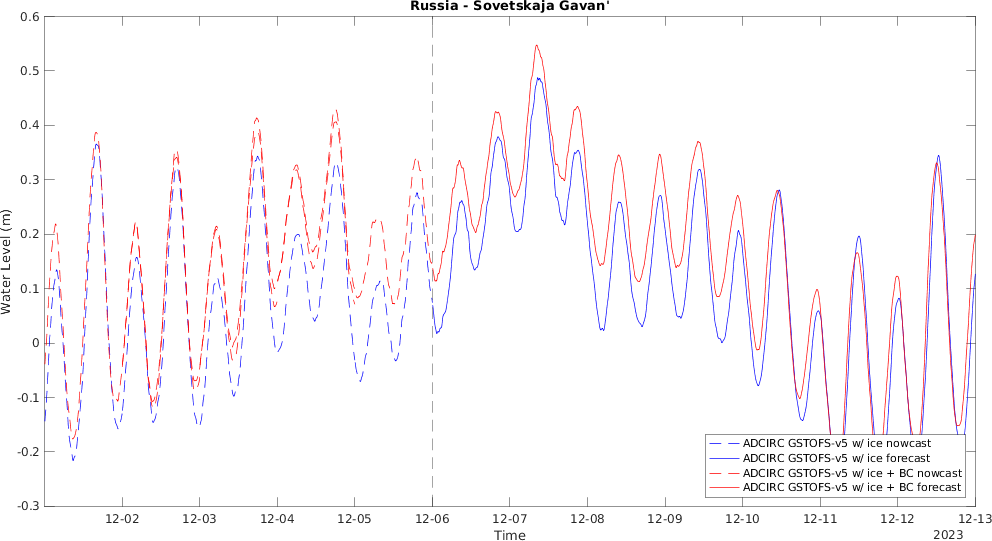 Russia - Sovetskaja Gavan'
0.6
0.5
0.4
0.3
0.2
0.1
0
-0.1
-0.2
-0.3
Water Level (m)
ADCIRC GSTOFS-v5 w/ ice nowcast
ADCIRC GSTOFS-v5 w/ ice forecast
ADCIRC GSTOFS-v5 w/ ice + BC nowcast
ADCIRC GSTOFS-v5 w/ ice + BC forecast
12-02 12-03 12-04 12-05 12-06 12-07 12-08 12-09 12-10 12-11 12-12 12-13
Time
2023